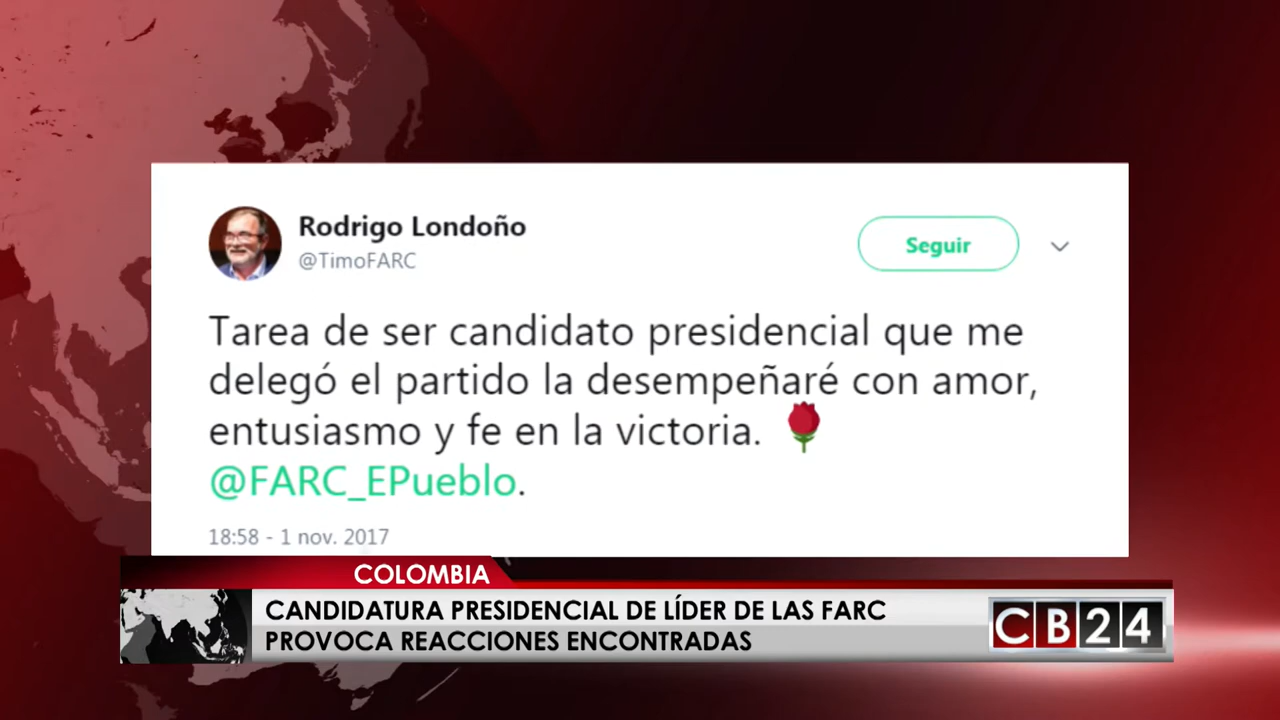 Rodrigo Londoño
@TimoFARC
Seguir
Tarea de ser candidato presidencial que me
delegó el partido la desempeñaré con amor,
entusiasmo y fe en la victoria. 🌹
@FARC_EPueblo.
18:58 - 1 nov. 2017
COLOMBIA
CANDIDATURA PRESIDENCIAL DE LÍDER DE LAS FARC
PROVOCA REACCIONES ENCONTRADAS
CB24